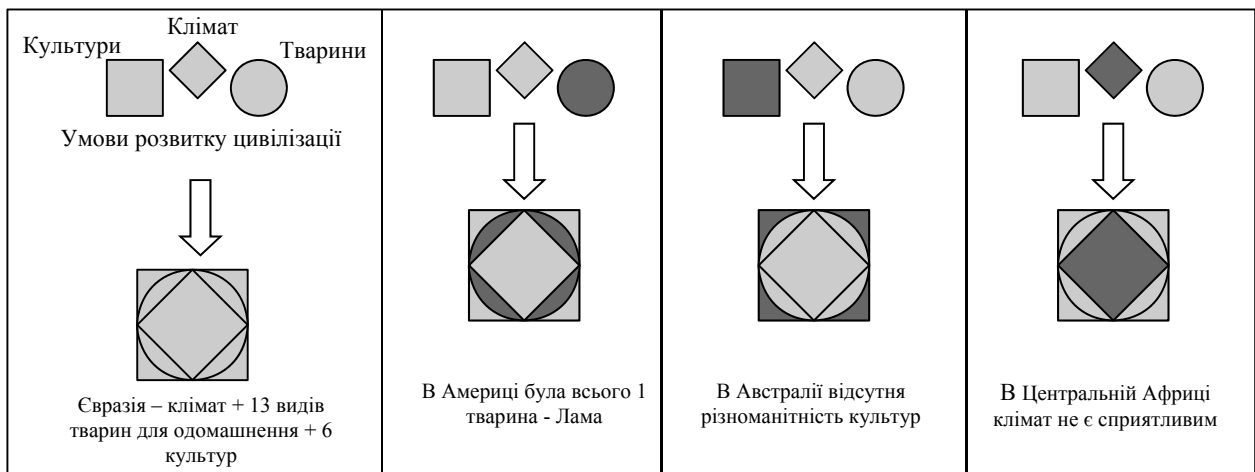 Клімат
Культури
Тварини
Умови розвитку цивілізації
Євразія – клімат + 13 видів
тварин для одомашнення + 6
культур
В Америці була всього 1
тварина - Лама
В Австралії відсутня
різноманітність культур
В Центральній Африці
клімат не є сприятливим